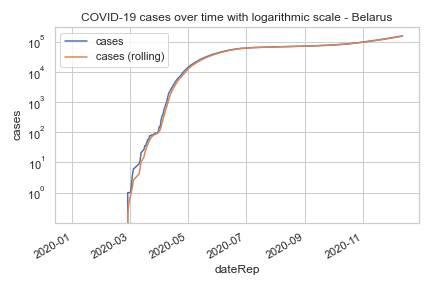 COVID-19 cases over time with logarithmic scale - Belarus
cases
cases (rolling)
10^5
10^4
10^3
10^2
10^1
10^0
cases
2020-01
2020-03
2020-05
2020-07
2020-09
2020-11
dateRep